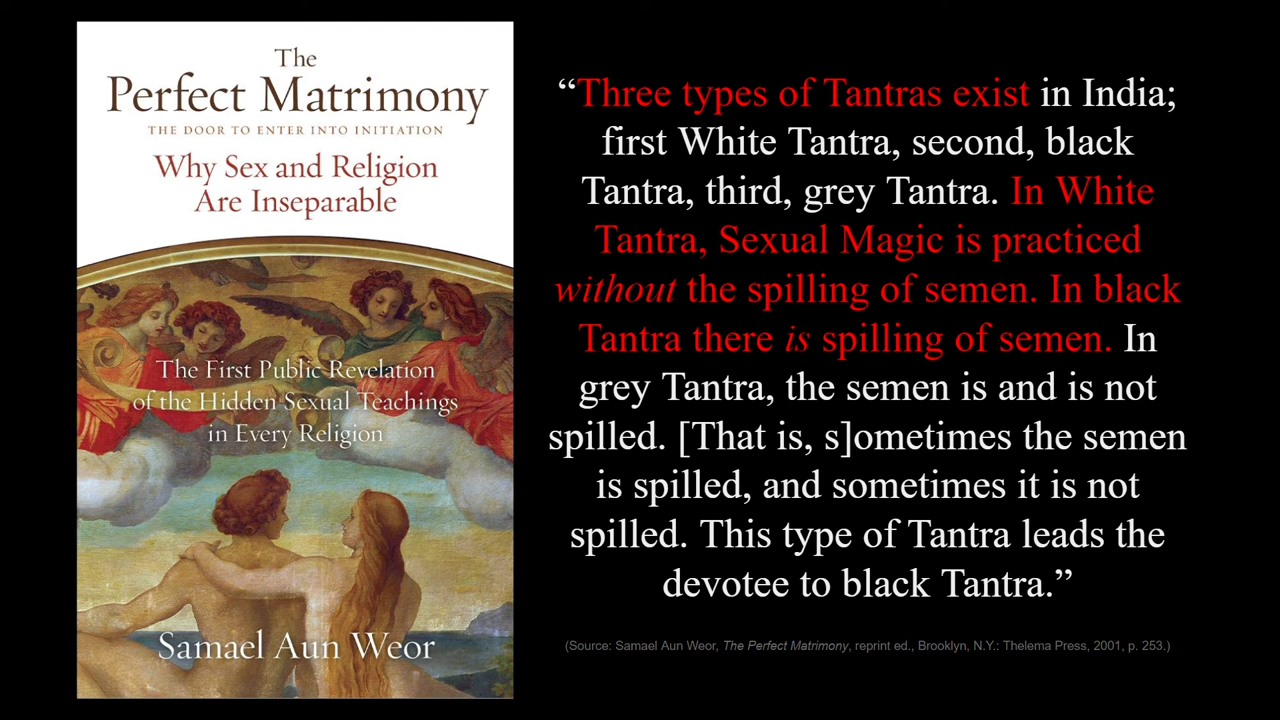 The
Perfect Matrimony
THE DOOR TO ENTER INTO INITIATION
Why Sex and Religion
Are Inseparable
The First Public Revelation
of the Hidden Sexual Teachings
in Every Religion
Samael Aun Weor
“Three types of Tantras exist in India;
first White Tantra, second, black
Tantra, third, grey Tantra. In White
Tantra, Sexual Magic is practiced
without the spilling of semen. In black
Tantra there is spilling of semen. In
grey Tantra, the semen is and is not
spilled. [That is, s]ometimes the semen
is spilled, and sometimes it is not
spilled. This type of Tantra leads the
devotee to black Tantra.”
(Source: Samael Aun Weor, The Perfect Matrimony, reprint ed., Brooklyn, N.Y.: Thelema Press, 2001, p. 253.)